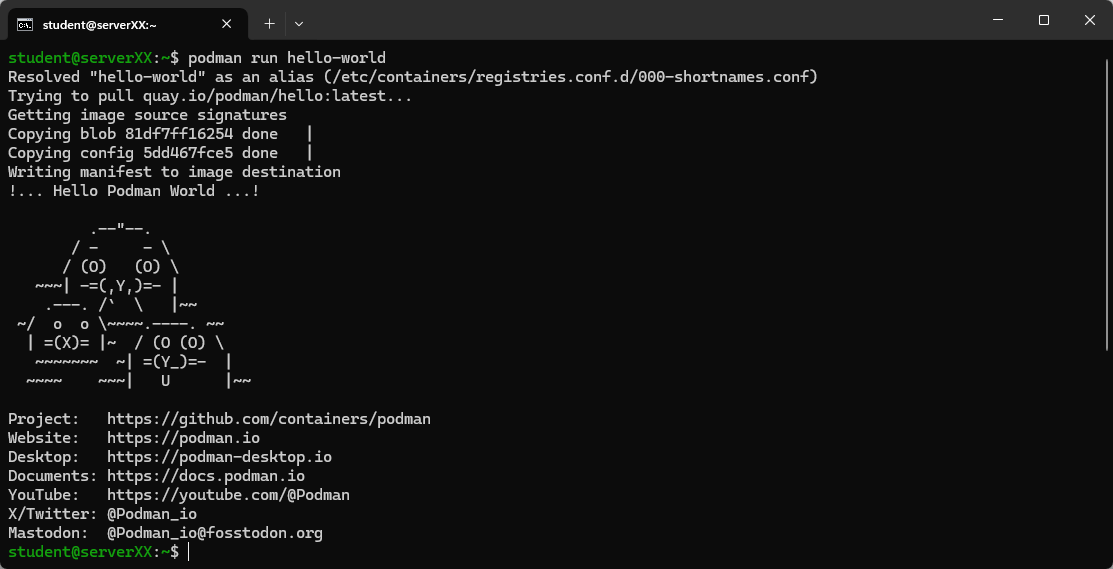 student@serverXX:~
student@serverXX:~$ podman run hello-world
Resolved "hello-world" as an alias (/etc/containers/registries.conf.d/000-shortnames.conf)
Trying to pull quay.io/podman/hello:latest...
Getting image source signatures
Copying blob 81df7ff16254 done   |
Copying config 5dd467fce5 done   |
Writing manifest to image destination
!... Hello Podman World ...!

         .--"--.
       / -     - \
      / (O)   (O) \
   ~~~| -=(,Y,)=- |
    .---. /`  \   |~~
 ~/  o  o \~~~~.----. ~~
  | =(X)= |~  / (O (O) \
   ~~~~~~~  ~| =(Y_)=-  |
  ~~~~    ~~~|   U      |~~

Project:   https://github.com/containers/podman
Website:   https://podman.io
Desktop:   https://podman-desktop.io
Documents: https://docs.podman.io
YouTube:   https://youtube.com/@Podman
X/Twitter: @Podman_io
Mastodon:  @Podman_io@fosstodon.org
student@serverXX:~$